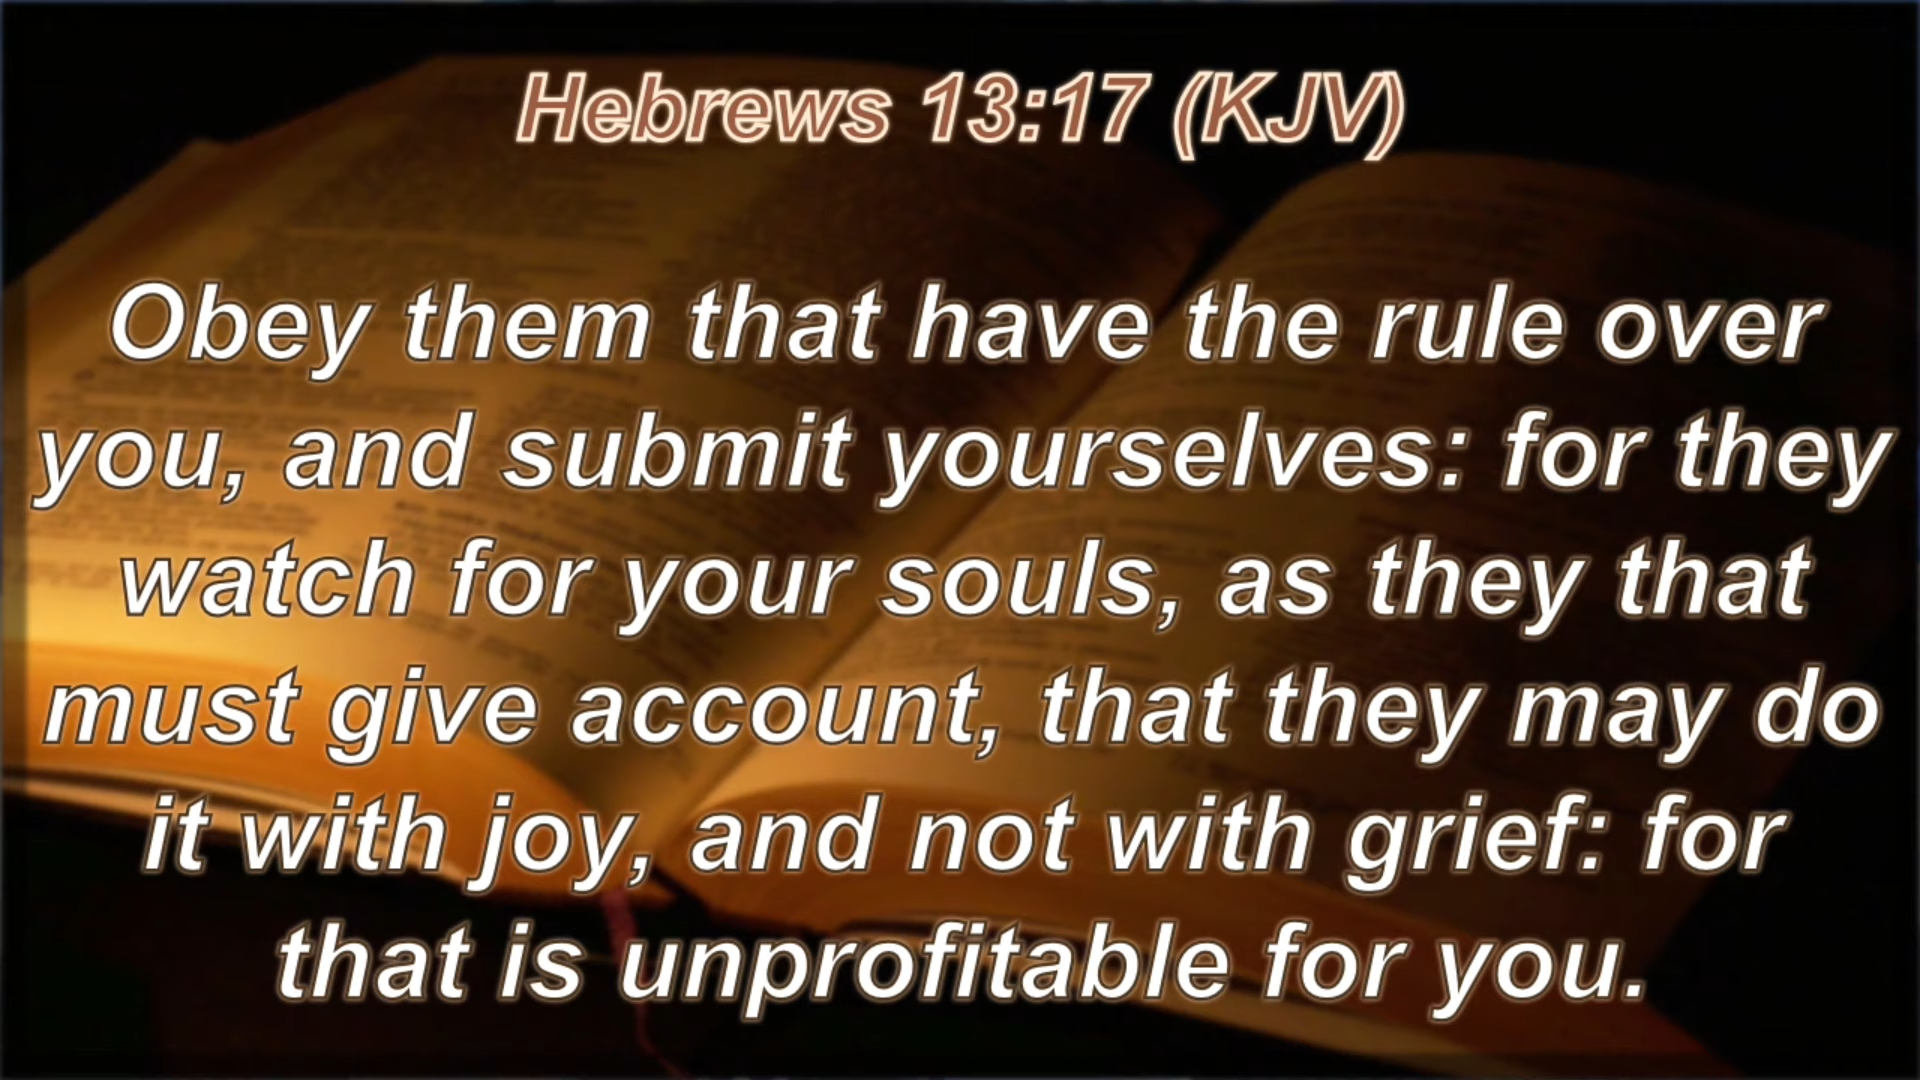 Hebrews 13:17 (KJV)
Obey them that have the rule over
you, and submit yourselves: for they
watch for your souls, as they that
must give account, that they may do
it with joy, and not with grief: for
that is unprofitable for you.